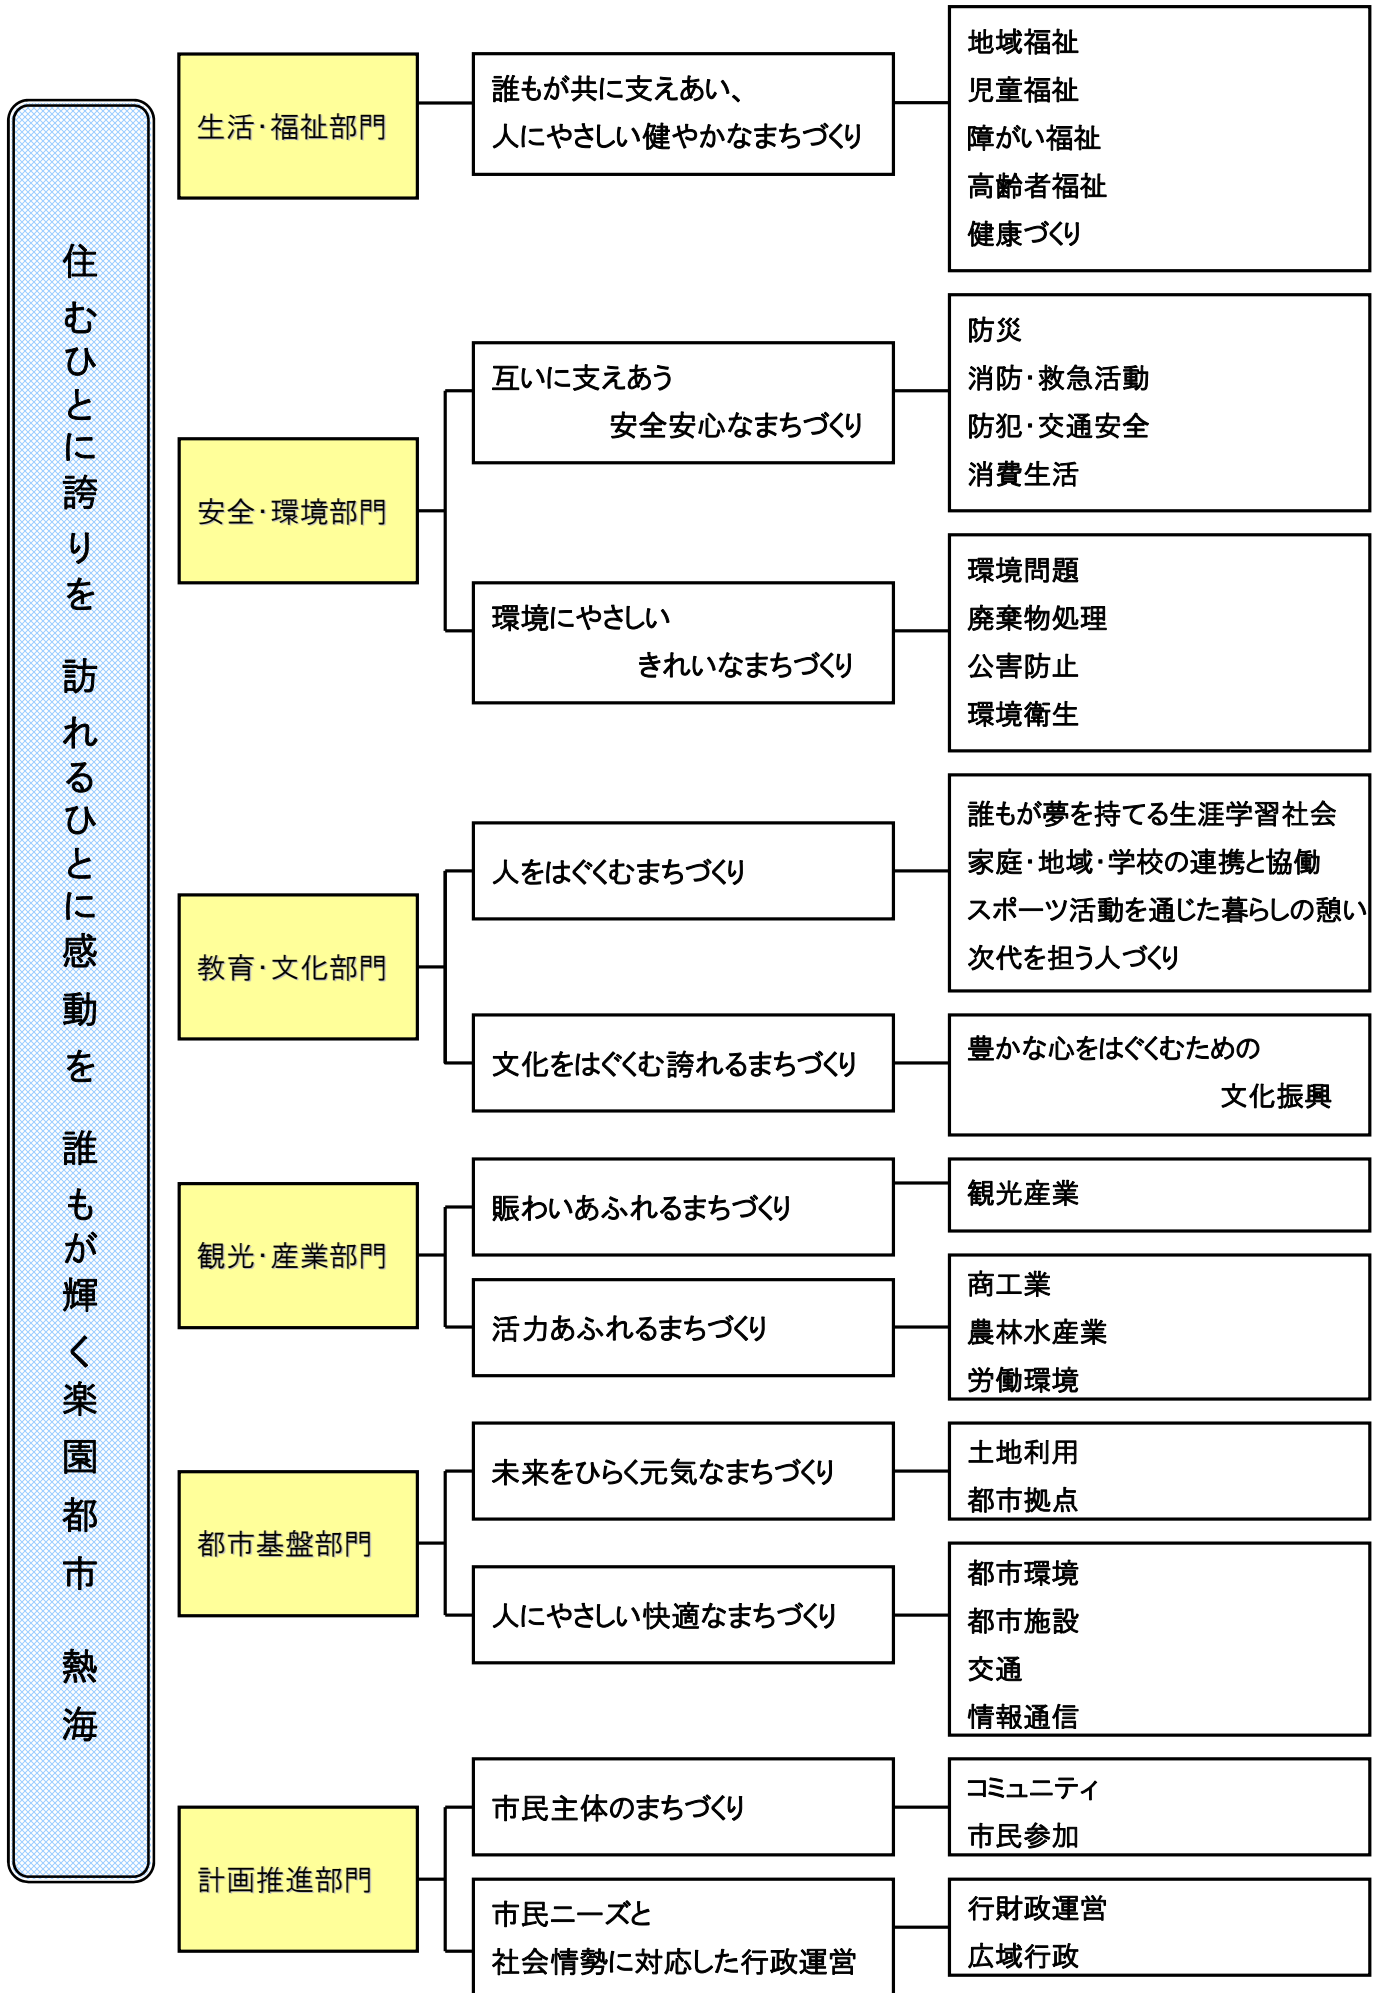 住むひとに誇りを　訪れるひとに感動を　誰もが輝く楽園都市　熱海
生活･福祉部門
誰もが共に支えあい、
人にやさしい健やかなまちづくり
地域福祉
児童福祉
障がい福祉
高齢者福祉
健康づくり
安全･環境部門
互いに支えあう
安全安心なまちづくり
防災
消防･救急活動
防犯･交通安全
消費生活
環境にやさしい
きれいなまちづくり
環境問題
廃棄物処理
公害防止
環境衛生
教育･文化部門
人をはぐくむまちづくり
誰もが夢を持てる生涯学習社会
家庭･地域･学校の連携と協働
スポーツ活動を通じた暮らしの憩い
次代を担う人づくり
文化をはぐくむ誇れるまちづくり
豊かな心をはぐくむための
文化振興
観光･産業部門
賑わいあふれるまちづくり
観光産業
活力あふれるまちづくり
商工業
農林水産業
労働環境
都市基盤部門
未来をひらく元気なまちづくり
土地利用
都市拠点
人にやさしい快適なまちづくり
都市環境
都市施設
交通
情報通信
計画推進部門
市民主体のまちづくり
コミュニティ
市民参加
市民ニーズと
社会情勢に対応した行政運営
行財政運営
広域行政